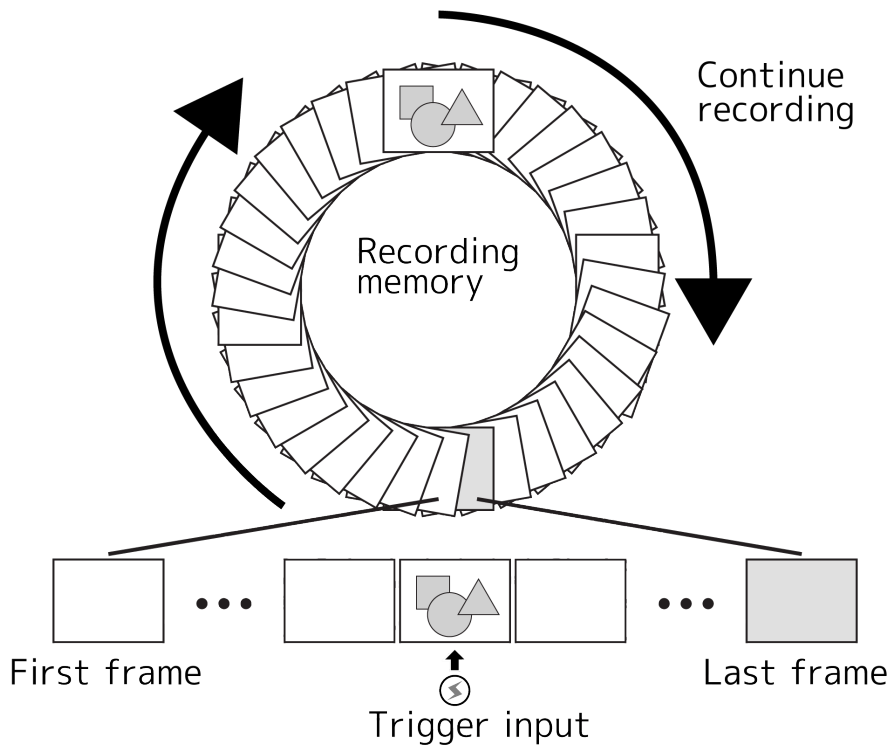 Continue
recording
Recording
memory
First frame
Last frame
Trigger input